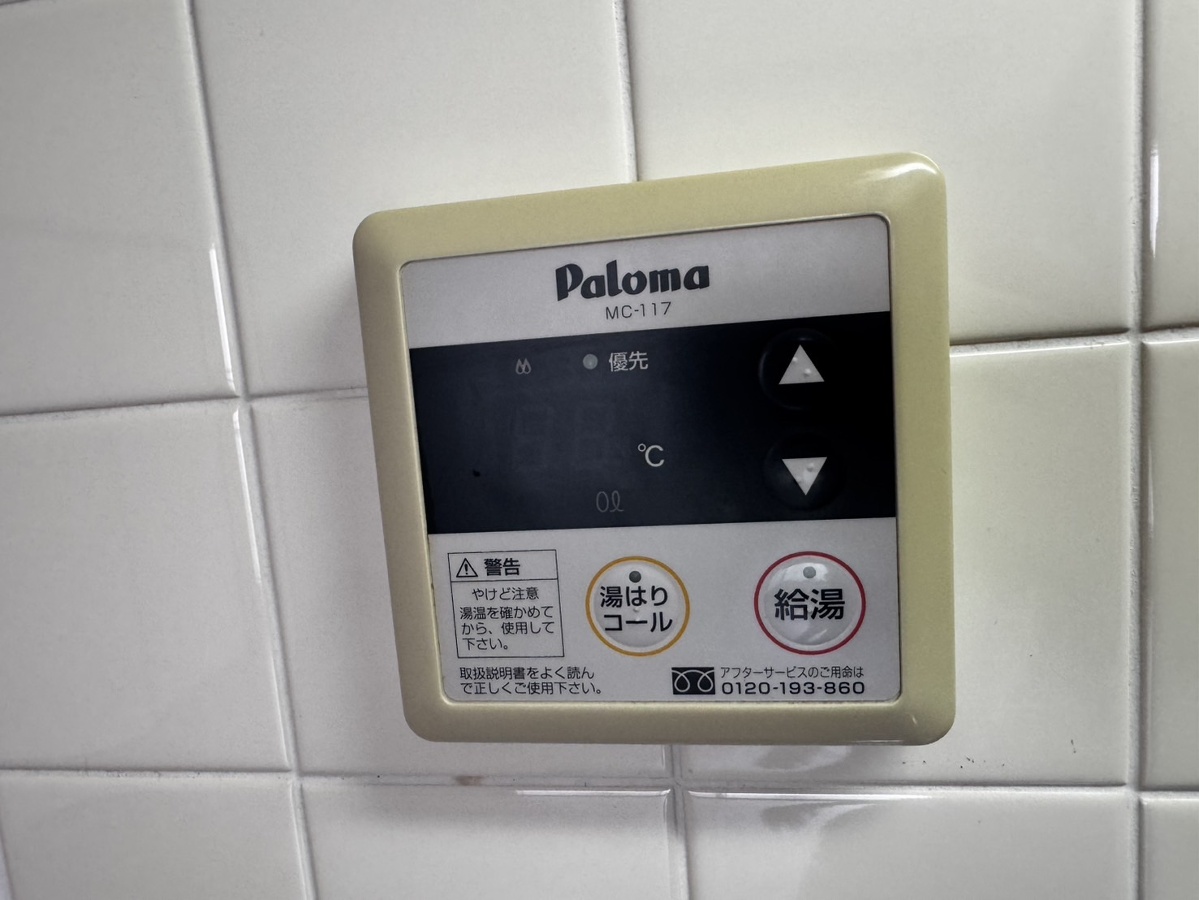 Paloma
MC-117
優先
℃
0ℓ
警告
やけど注意
湯温を確かめて
から、使用して
下さい。
湯はり
コール
給湯
取扱説明書をよく読ん
で正しくご使用下さい。
アフターサービスのご用命は
0120-193-860